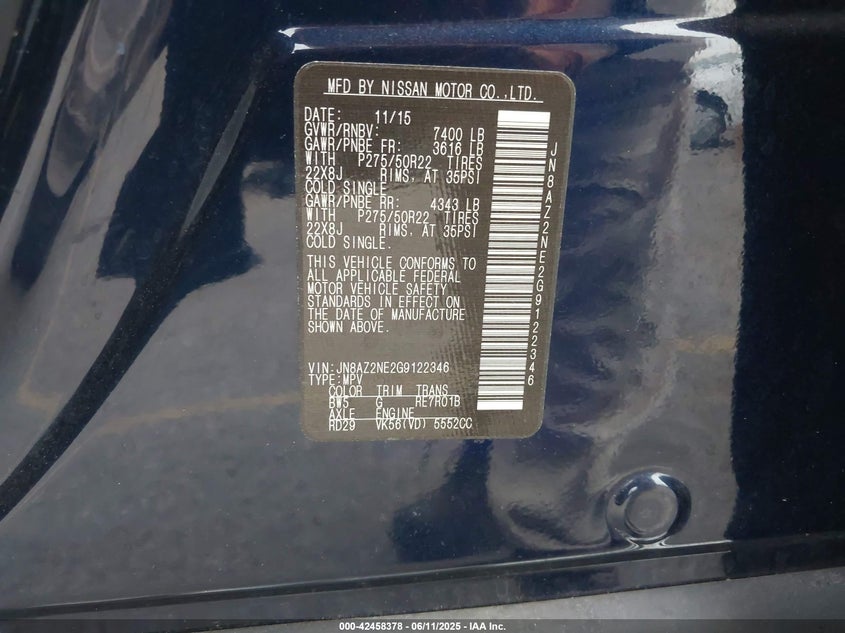 MFD BY NISSAN MOTOR CO.,LTD.
DATE: 11/15
GVWR/RNBV: 7400 LB
GAWR/PNBE FR: 3616 LB
WITH P275/50R22 TIRES
22X8J RIMS, AT 35PSI
COLD SINGLE.
GAWR/PNBE RR: 4343 LB
WITH P275/50R22 TIRES
22X8J RIMS, AT 35PSI
COLD SINGLE.
THIS VEHICLE CONFORMS TO
ALL APPLICABLE FEDERAL
MOTOR VEHICLE SAFETY
STANDARDS IN EFFECT ON
THE DATE OF MANUFACTURE
SHOWN ABOVE.
VIN:JN8AZ2NE2G9122346
TYPE:MPV
COLOR TRIM TRANS
BW5 G RE7R01B
AXLE ENGINE
RD29 VK56(VD) 5552CC
JN8AZ2NE2G9122346
000-42458378 - 06/11/2025 - IAA Inc.